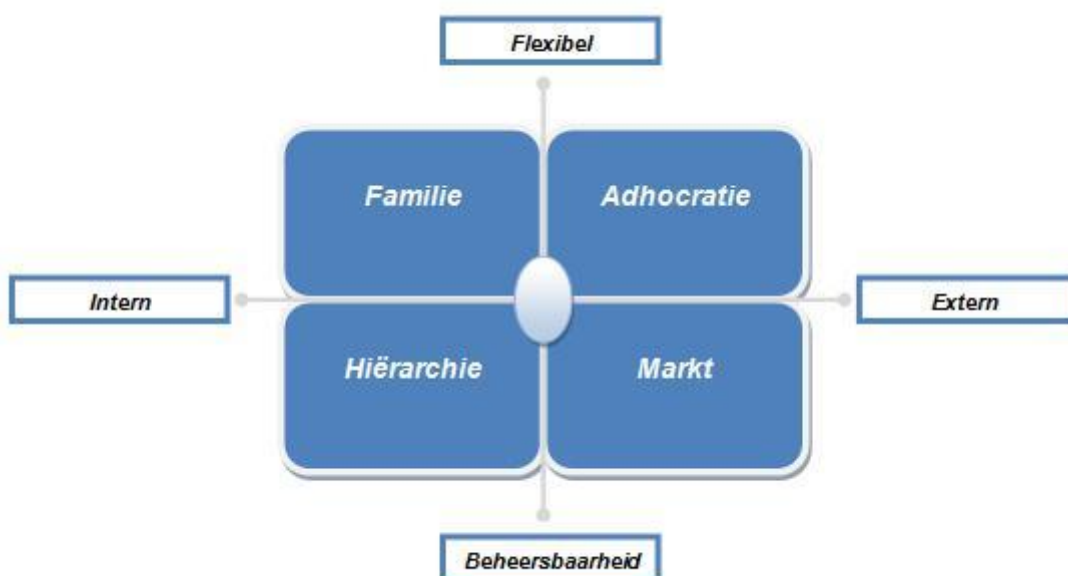 Flexibel
Familie
Adhocratie
Intern
Extern
Hiërarchie
Markt
Beheersbaarheid